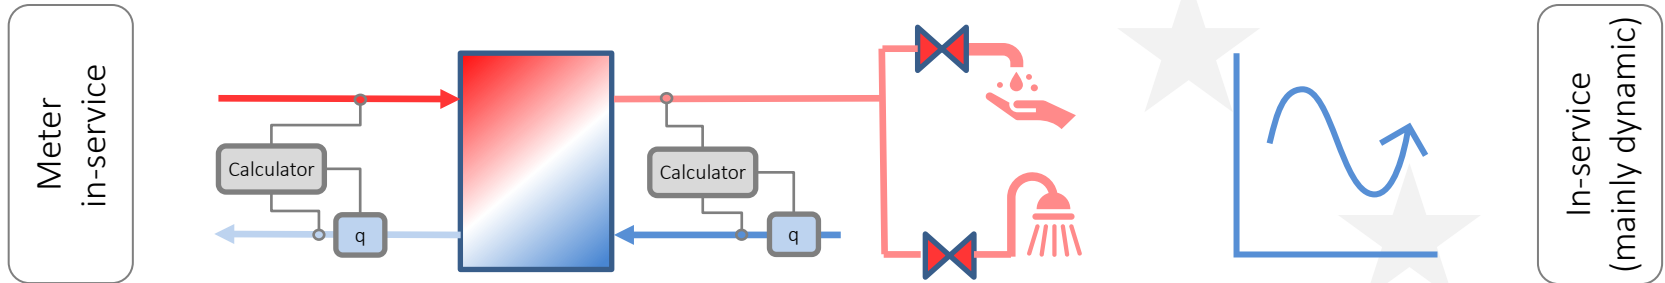 Meter
in-service
Calculator
q
Calculator
q
In-service
(mainly dynamic)